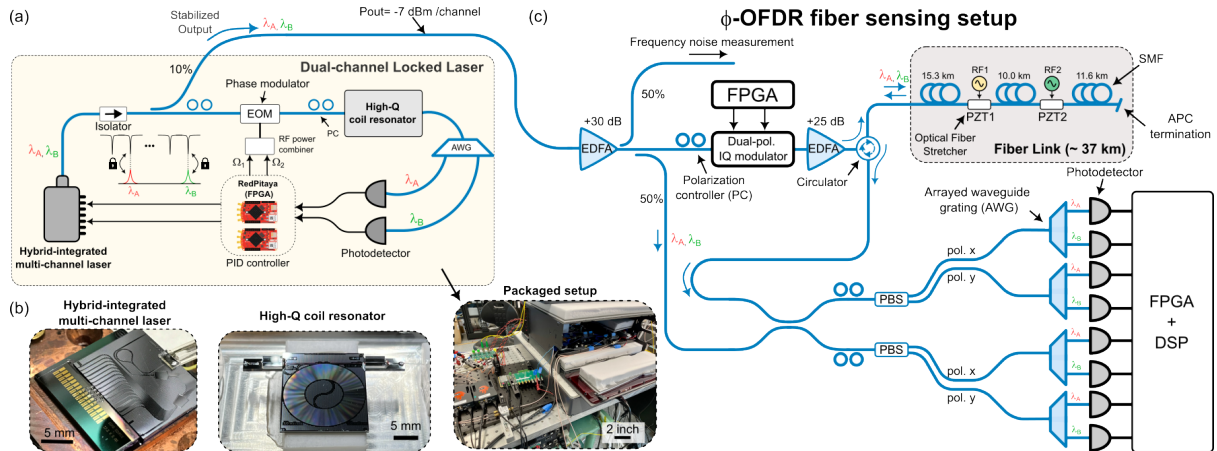 (a)
Stabilized
Output
λA, λB
Pout= -7 dBm /channel
10%
Dual-channel Locked Laser
Phase modulator
Isolator
EOM
PC
High-Q
coil resonator
RF power
combiner
AWG
Ω1
Ω2
...
λA
λB
λA, λB
RedPitaya
(FPGA)
λA
λB
Hybrid-integrated
multi-channel laser
PID controller
Photodetector
(b)
Hybrid-integrated
multi-channel laser
5 mm
High-Q coil resonator
5 mm
Packaged setup
2 inch
(c)
ϕ-OFDR fiber sensing setup
Frequency noise measurement
50%
+30 dB
EDFA
50%
FPGA
Dual-pol.
IQ modulator
Polarization
controller (PC)
+25 dB
EDFA
Circulator
λA, λB
15.3 km
RF1
10.0 km
RF2
11.6 km
SMF
PZT1
PZT2
Optical Fiber
Stretcher
Fiber Link (~ 37 km)
APC
termination
Photodetector
Arrayed waveguide
grating (AWG)
λA, λB
PBS
pol. x
pol. y
PBS
pol. x
pol. y
λA
λB
λA
λB
λA
λB
λA
λB
FPGA
+
DSP